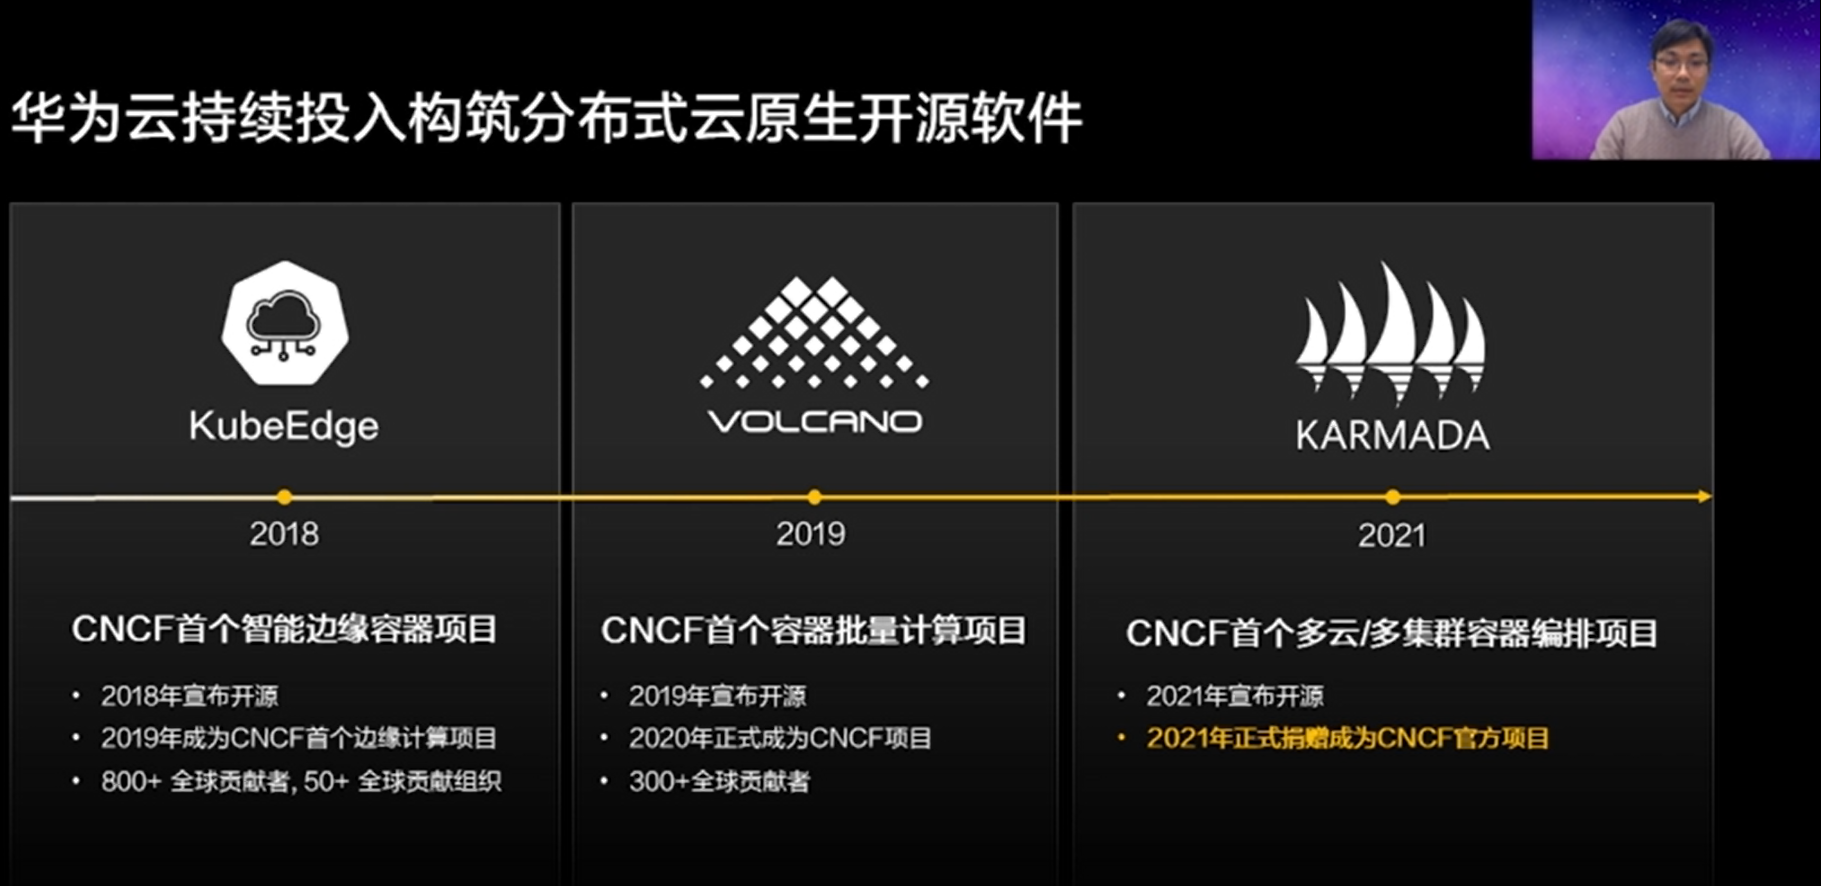 华为云持续投入构筑分布式云原生开源软件
KubeEdge
2018
CNCF首个智能边缘容器项目
• 2018年宣布开源
• 2019年成为CNCF首个边缘计算项目
• 800+ 全球贡献者, 50+ 全球贡献组织
VOLCANO
2019
CNCF首个容器批量计算项目
• 2019年宣布开源
• 2020年正式成为CNCF项目
• 300+全球贡献者
KARMADA
2021
CNCF首个多云/多集群容器编排项目
• 2021年宣布开源
• 2021年正式捐赠成为CNCF官方项目